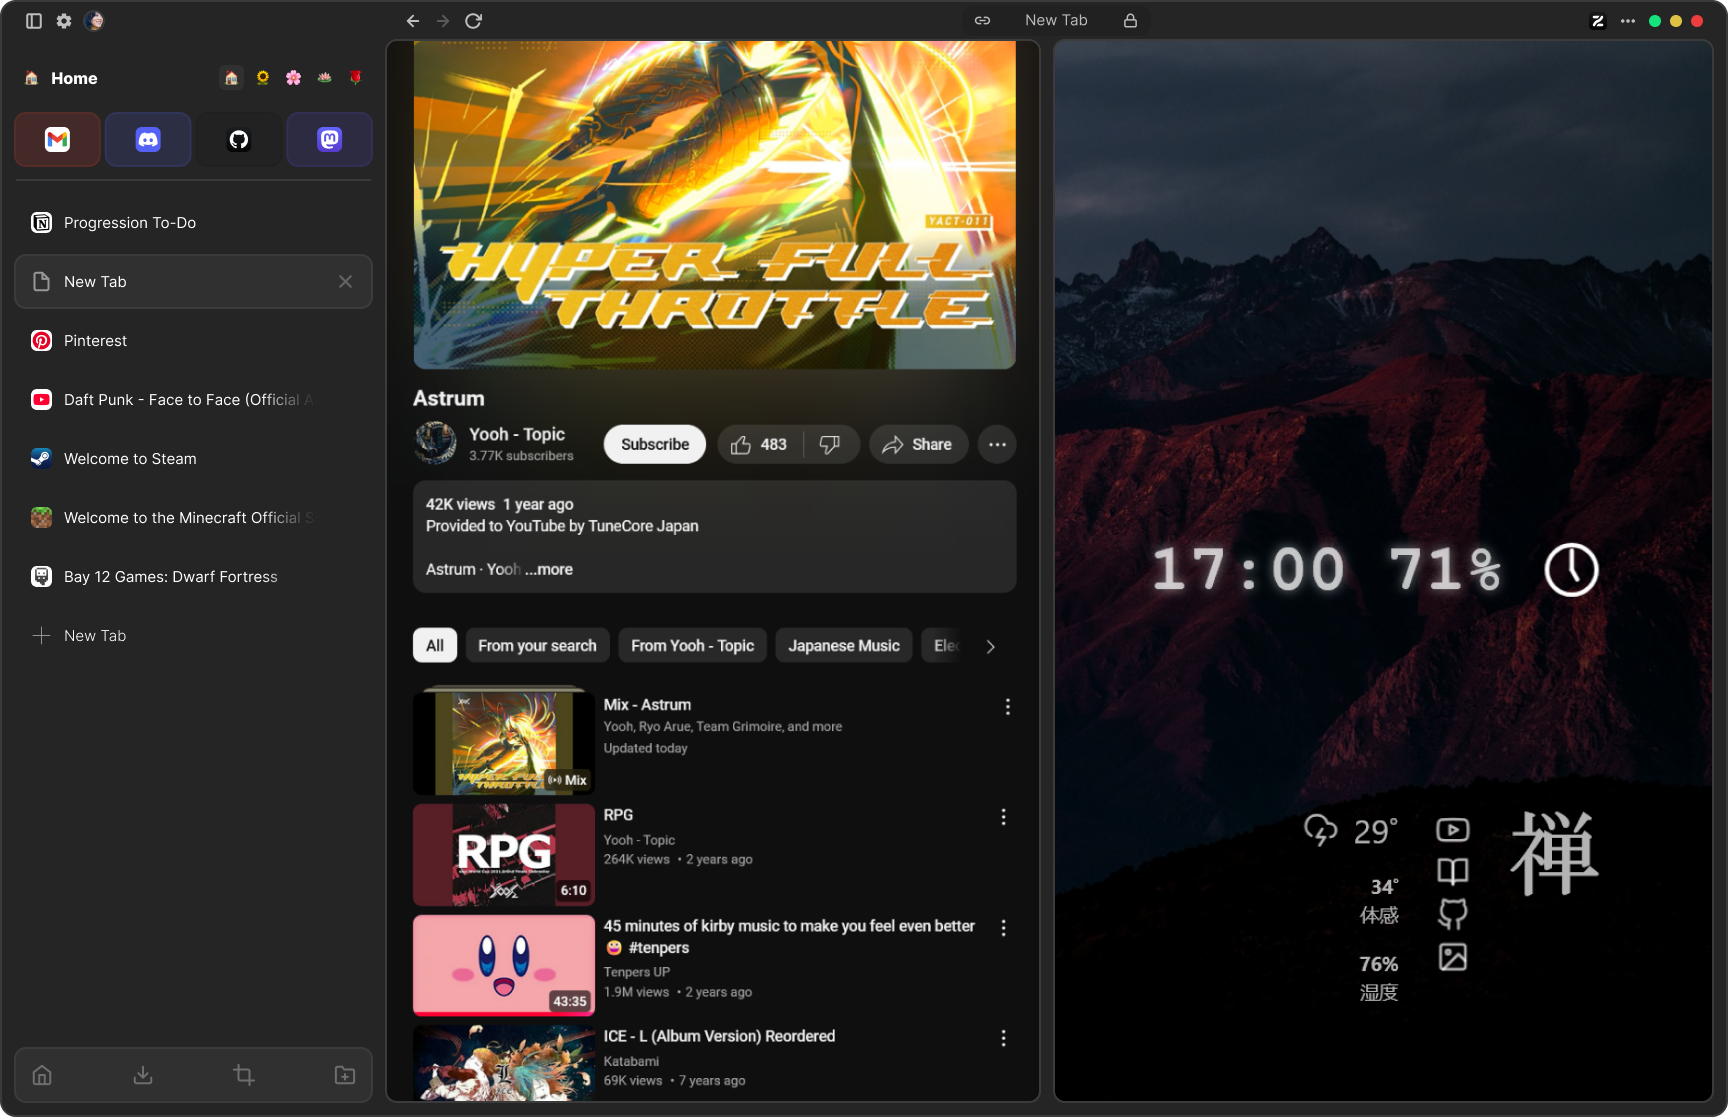 New Tab
Home
Progression To-Do
New Tab
Pinterest
Daft Punk - Face to Face (Official A
Welcome to Steam
Welcome to the Minecraft Official S
Bay 12 Games: Dwarf Fortress
New Tab
YACT-011
HYPER FULL
THROTTLE
Astrum
Yooh - Topic
3.77K subscribers
Subscribe
483
Share
42K views 1 year ago
Provided to YouTube by TuneCore Japan
Astrum · Yooh ...more
All
From your search
From Yooh - Topic
Japanese Music
Elec
Mix - Astrum
Yooh, Ryo Arue, Team Grimoire, and more
Updated today
HYPER FULL
Mix
RPG
Yooh - Topic
264K views • 2 years ago
RPG
6:10
45 minutes of kirby music to make you feel even better
😀 #tenpers
Tenpers UP
1.9M views • 2 years ago
43:35
ICE - L (Album Version) Reordered
Katabami
69K views • 7 years ago
17:00 71%
29°
34°
体感
76%
湿度
禅